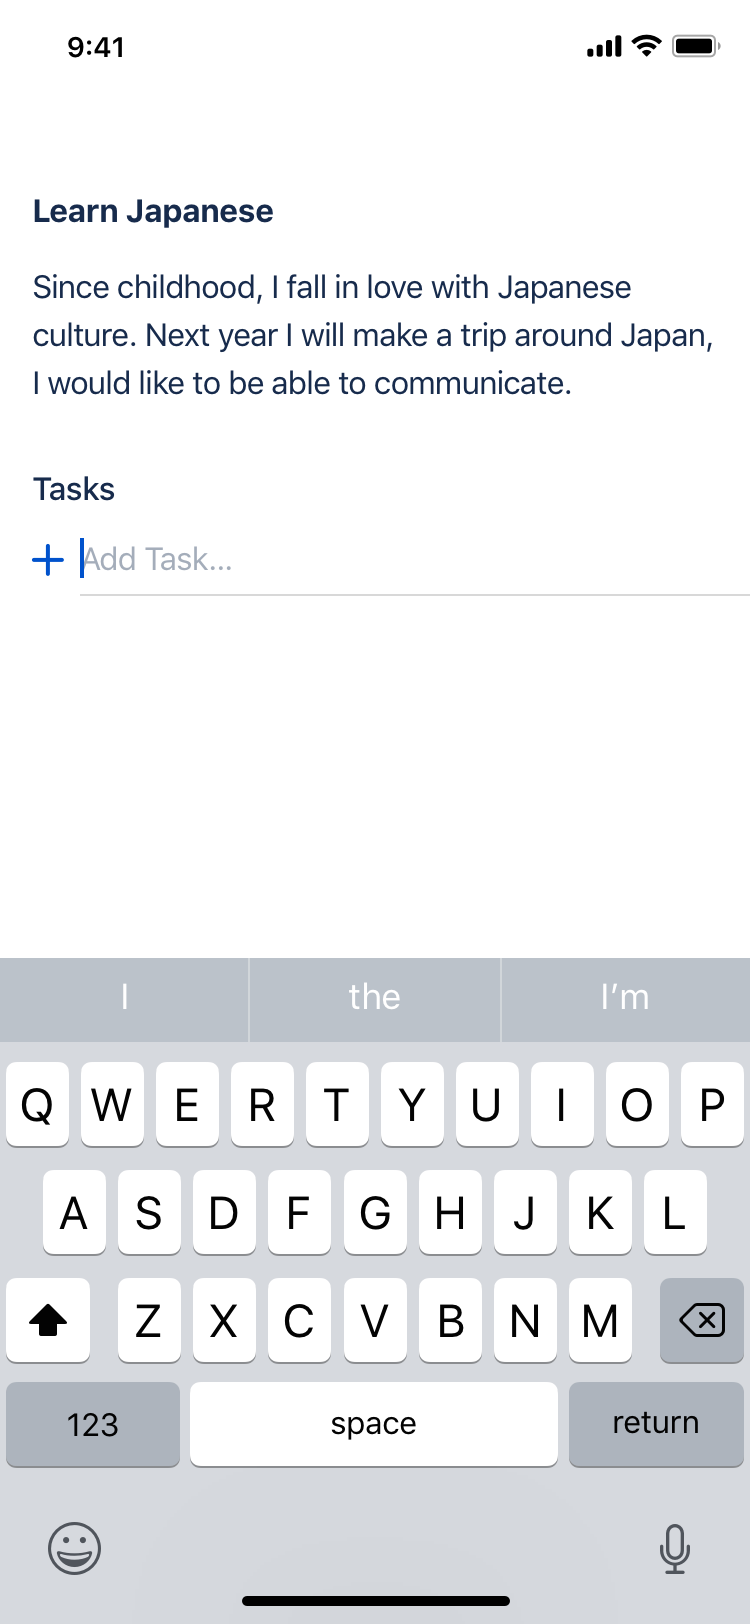 9:41
Learn Japanese
Since childhood, I fall in love with Japanese
culture. Next year I will make a trip around Japan,
I would like to be able to communicate.
Tasks
Add Task...
I the I'm
Q W E R T Y U I O P
A S D F G H J K L
Z X C V B N M
123 space return